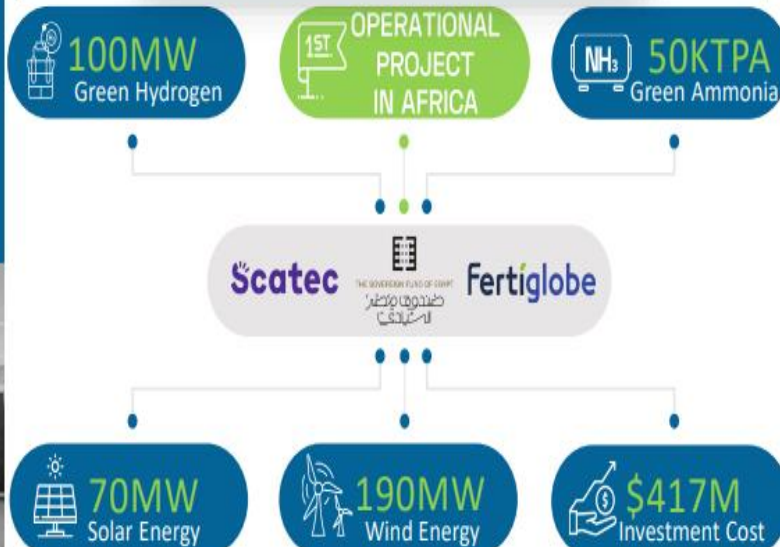 100MW
Green Hydrogen
1ST
OPERATIONAL
PROJECT
IN AFRICA
NH₃
50KTPA
Green Ammonia
Scatec
THE SOVEREIGN FUND OF EGYPT
صندوق مصر
السيادي
Fertiglobe
70MW
Solar Energy
190MW
Wind Energy
$
$417M
Investment Cost